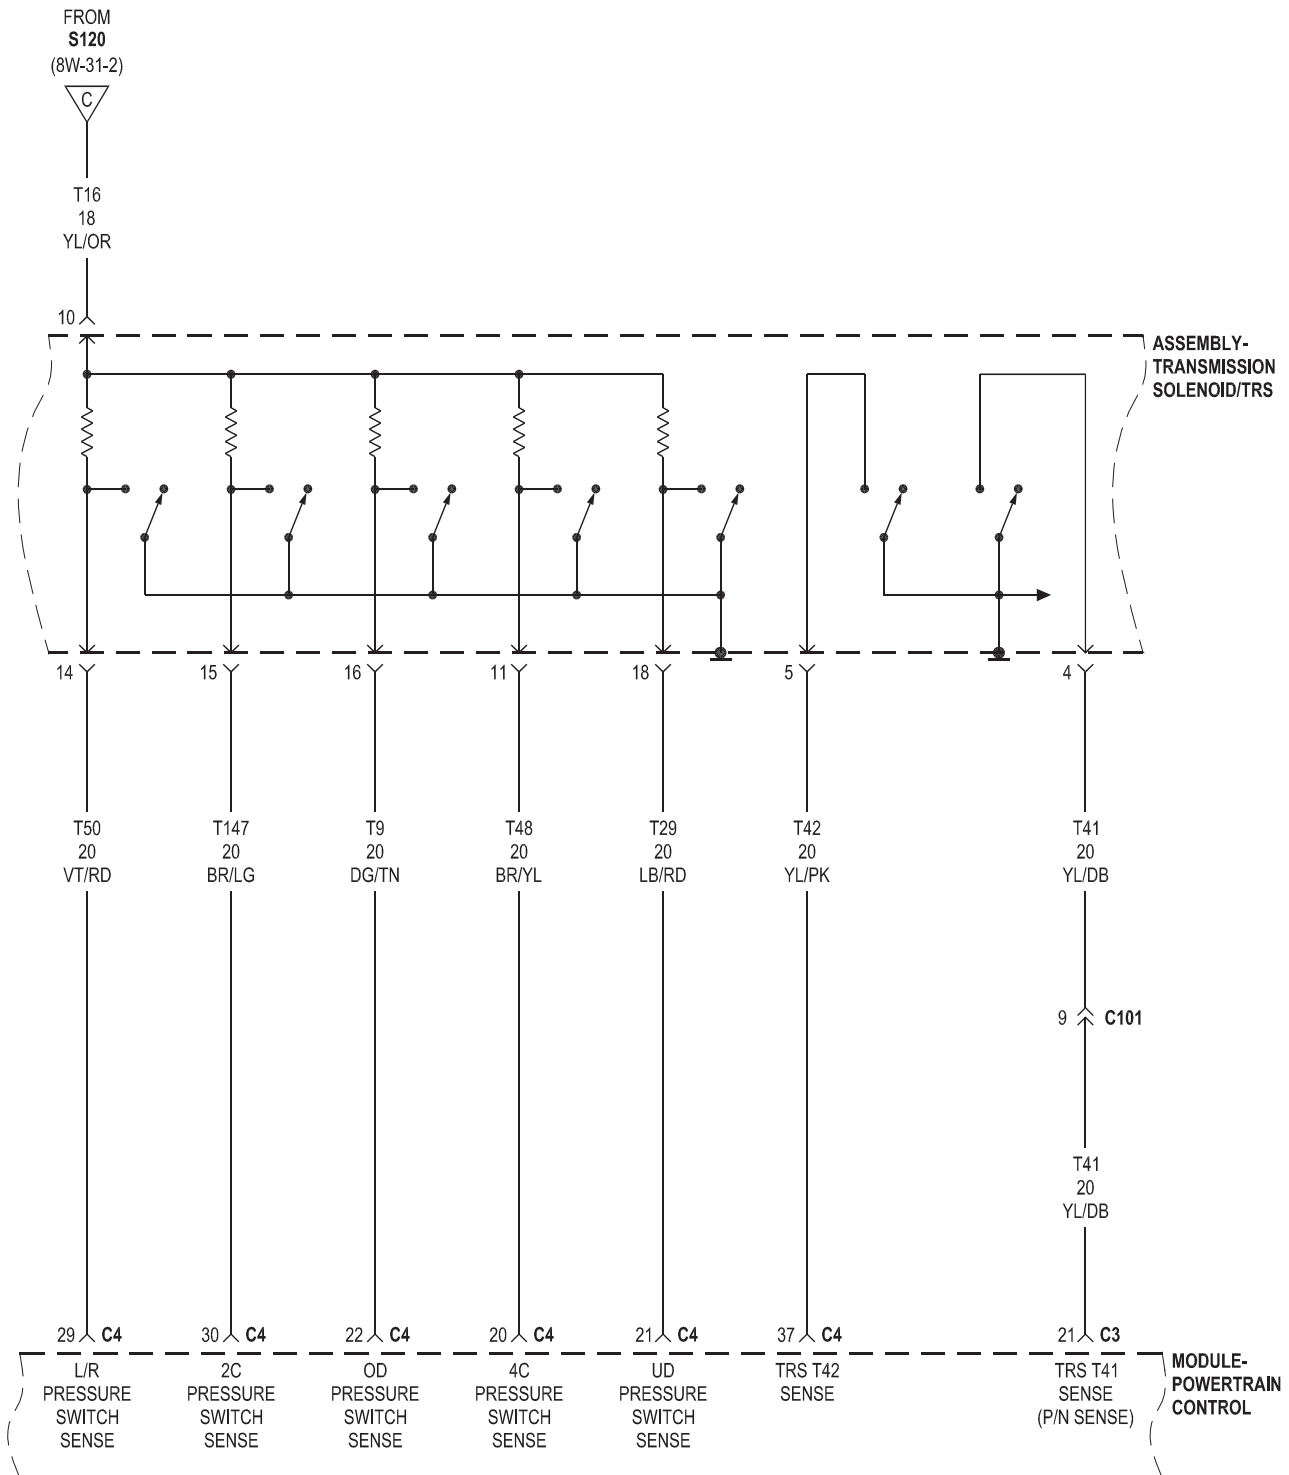 FROM
S120
(8W-31-2)
C
T16
18
YL/OR
10
ASSEMBLY-
TRANSMISSION
SOLENOID/TRS
14
15
16
11
18
5
4
T50
20
VT/RD
T147
20
BR/LG
T9
20
DG/TN
T48
20
BR/YL
T29
20
LB/RD
T42
20
YL/PK
T41
20
YL/DB
9 C101
T41
20
YL/DB
29 C4
30 C4
22 C4
20 C4
21 C4
37 C4
21 C3
L/R
PRESSURE
SWITCH
SENSE
2C
PRESSURE
SWITCH
SENSE
OD
PRESSURE
SWITCH
SENSE
4C
PRESSURE
SWITCH
SENSE
UD
PRESSURE
SWITCH
SENSE
TRS T42
SENSE
TRS T41
SENSE
(P/N SENSE)
MODULE-
POWERTRAIN
CONTROL